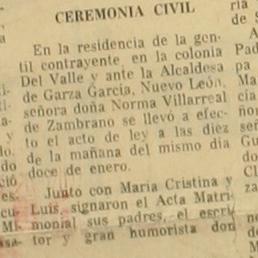 CEREMONIA CIVIL
En la residencia de la gen-
til contrayente, en la colonia
Del Valle y ante la Alcaldesa
de Garza García, Nuevo León,
señora doña Norma Villarreal
de Zambrano se llevó a efec-
to el acto de ley a las diez
de la mañana del mismo día
doce de enero.
Junto con María Cristina y
Luis, signaron el Acta Matri-
monial sus padres, el escri-
tor y gran humorista don